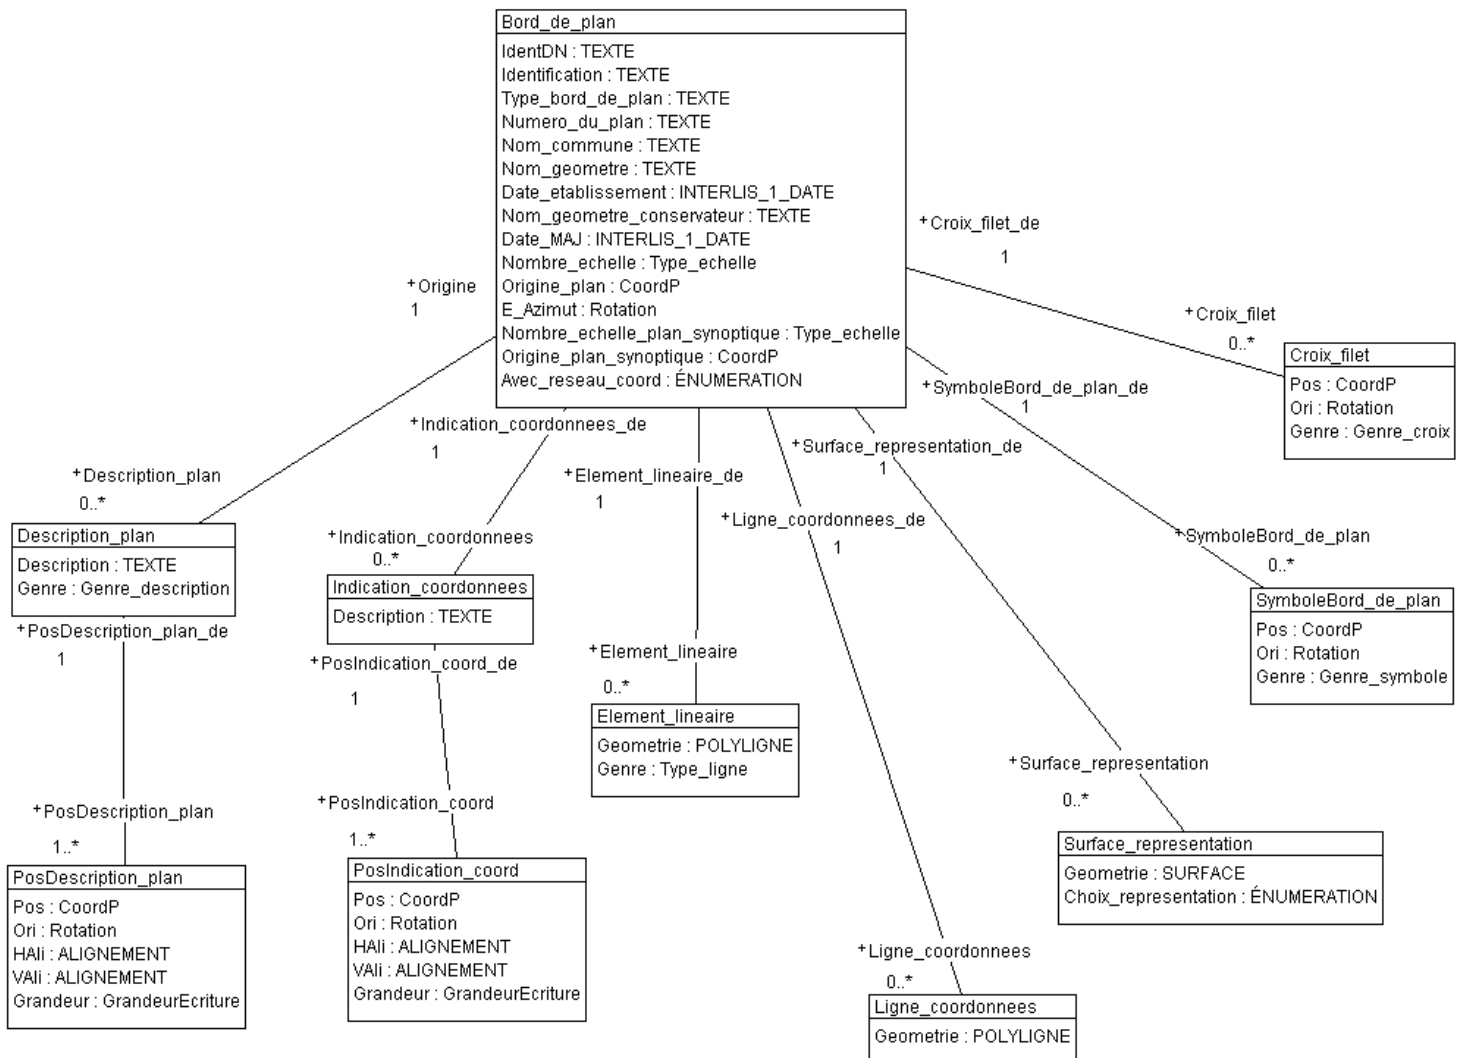 Bord_de_plan
IdentDN : TEXTE
Identification : TEXTE
Type_bord_de_plan : TEXTE
Numero_du_plan : TEXTE
Nom_commune : TEXTE
Nom_geometre : TEXTE
Date_etablissement : INTERLIS_1_DATE
Nom_geometre_conservateur : TEXTE
Date_MAJ : INTERLIS_1_DATE
Nombre_echelle : Type_echelle
Origine_plan : CoordP
E_Azimut : Rotation
Nombre_echelle_plan_synoptique : Type_echelle
Origine_plan_synoptique : CoordP
Avec_reseau_coord : ÉNUMERATION
+Croix_filet_de
1
+Origine
1
+Croix_filet
0..*
Croix_filet
Pos : CoordP
Ori : Rotation
Genre : Genre_croix
+SymboleBord_de_plan_de
1
+Indication_coordonnees_de
1
+Surface_representation_de
1
+Description_plan
0..*
+Element_lineaire_de
1
+Ligne_coordonnees_de
1
Description_plan
Description : TEXTE
Genre : Genre_description
+Indication_coordonnees
0..*
Indication_coordonnees
Description : TEXTE
+SymboleBord_de_plan
0..*
SymboleBord_de_plan
Pos : CoordP
Ori : Rotation
Genre : Genre_symbole
+PosDescription_plan_de
1
+PosIndication_coord_de
1
+Element_lineaire
0..*
Element_lineaire
Geometrie : POLYLIGNE
Genre : Type_ligne
+Surface_representation
0..*
Surface_representation
Geometrie : SURFACE
Choix_representation : ÉNUMERATION
+PosDescription_plan
1..*
PosDescription_plan
Pos : CoordP
Ori : Rotation
HAli : ALIGNEMENT
VAli : ALIGNEMENT
Grandeur : GrandeurEcriture
+PosIndication_coord
1..*
PosIndication_coord
Pos : CoordP
Ori : Rotation
HAli : ALIGNEMENT
VAli : ALIGNEMENT
Grandeur : GrandeurEcriture
+Ligne_coordonnees
0..*
Ligne_coordonnees
Geometrie : POLYLIGNE